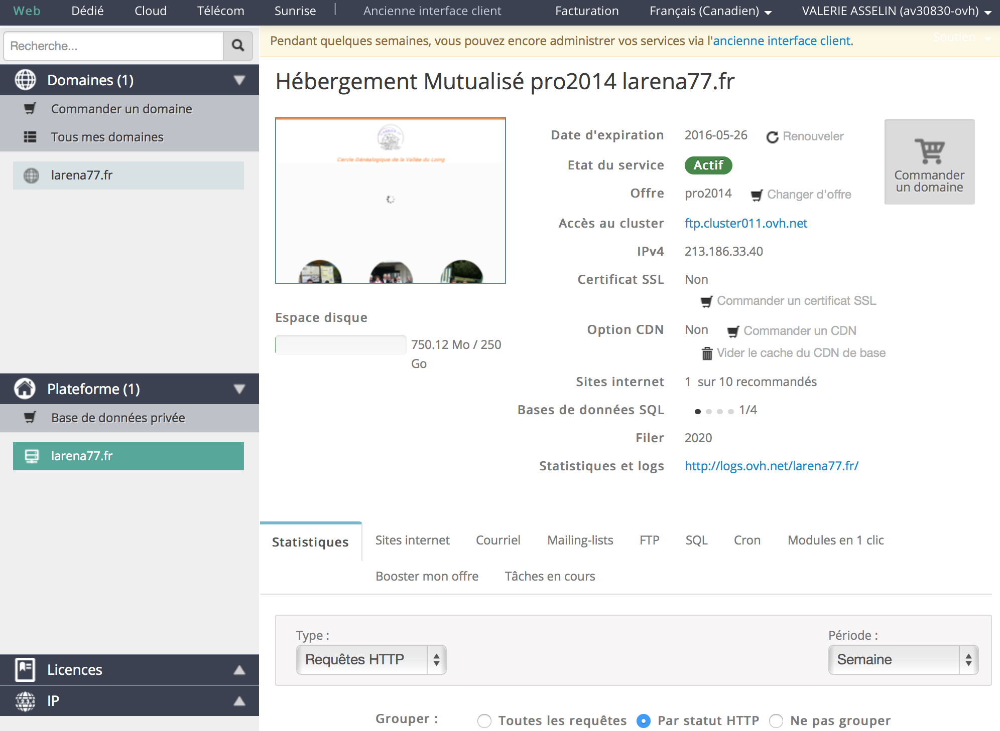 Web Dédié Cloud Télécom Sunrise | Ancienne interface client Facturation Français (Canadien) VALERIE ASSELIN (av30830-ovh)
Recherche...
Pendant quelques semaines, vous pouvez encore administrer vos services via l'ancienne interface client.
Soutien
Domaines (1)
Commander un domaine
Tous mes domaines
larena77.fr
Plateforme (1)
Base de données privée
larena77.fr
Licences
IP
Hébergement Mutualisé pro2014 larena77.fr
Cercle Généalogique de la Vallée du Loing
Espace disque
750.12 Mo / 250
Go
Date d'expiration 2016-05-26 Renouveler
Etat du service Actif
Offre pro2014 Changer d'offre
Accès au cluster ftp.cluster011.ovh.net
IPv4 213.186.33.40
Certificat SSL Non
Commander un certificat SSL
Option CDN Non Commander un CDN
Vider le cache du CDN de base
Sites internet 1 sur 10 recommandés
Bases de données SQL 1/4
Filer 2020
Statistiques et logs http://logs.ovh.net/larena77.fr/
Commander
un domaine
Statistiques Sites internet Courriel Mailing-lists FTP SQL Cron Modules en 1 clic
Booster mon offre Tâches en cours
Type : Période :
Requêtes HTTP Semaine
Grouper : Toutes les requêtes Par statut HTTP Ne pas grouper